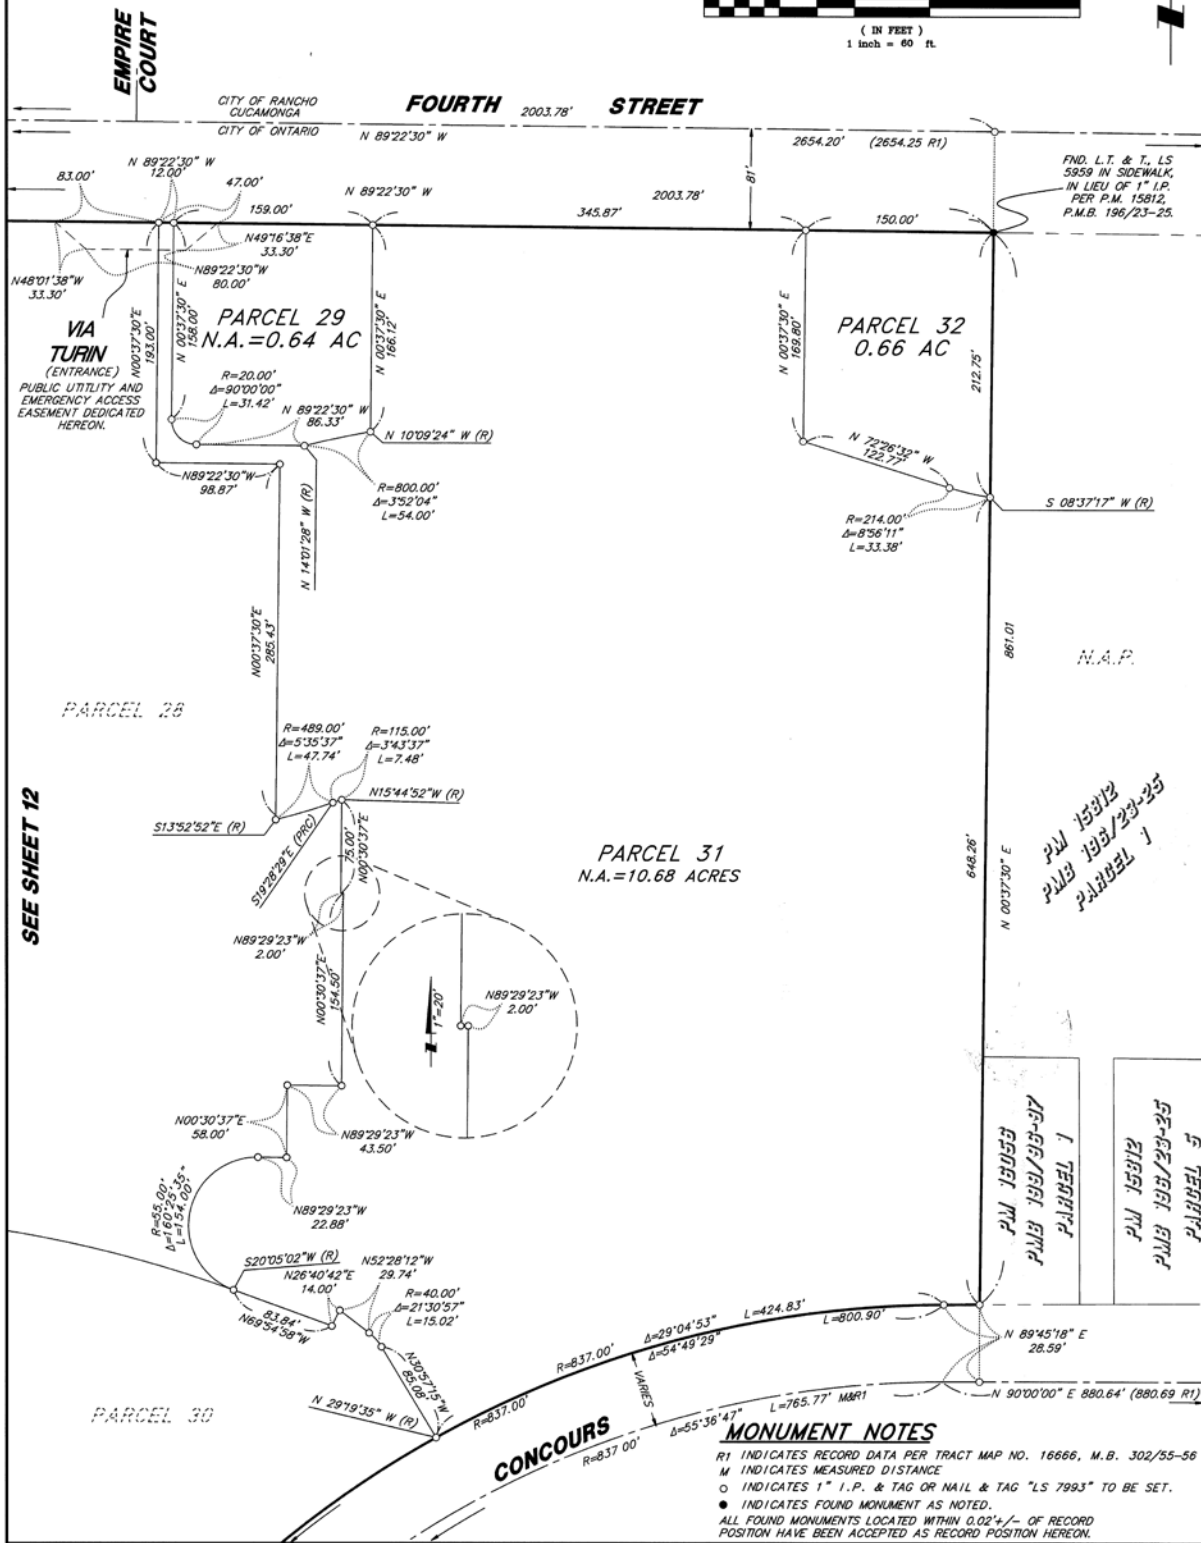 EMPIRE
COURT
( IN FEET )
1 inch = 60 ft.
CITY OF RANCHO
CUCAMONGA
CITY OF ONTARIO
FOURTH 2003.78' STREET
N 89°22'30" W
2654.20' (2654.25 R1)
81'
FND. L.T. & T., LS
5959 IN SIDEWALK,
IN LIEU OF 1" I.P.
PER P.M. 15812,
P.M.B. 196/23-25.
83.00'
N 89°22'30" W
12.00'
47.00'
159.00'
N 89°22'30" W
2003.78'
345.87'
150.00'
N49°16'38"E
33.30'
N89°22'30"W
80.00'
N48°01'38"W
33.30'
VIA
TURIN
(ENTRANCE)
PUBLIC UTITLITY AND
EMERGENCY ACCESS
EASEMENT DEDICATED
HEREON.
N00°37'30"E
193.00'
N 00°37'30" E
158.00'
PARCEL 29
N.A.=0.64 AC
N 00°37'30" E
166.12'
N 00°37'30" E
169.80'
PARCEL 32
0.66 AC
212.75'
R=20.00'
Δ=90°00'00"
L=31.42'
N 89°22'30" W
86.33'
N 10°09'24" W (R)
N89°22'30"W
98.87'
R=800.00'
Δ=3°52'04"
L=54.00'
N 14°01'28" W (R)
N 72°26'32" W
122.77'
R=214.00'
Δ=8°56'11"
L=33.38'
S 08°37'17" W (R)
N00°37'30"E
285.43'
861.01
N.A.P.
PARCEL 28
R=489.00'
Δ=5°35'37"
L=47.74'
R=115.00'
Δ=3°43'37"
L=7.48'
N15°44'52"W (R)
S13°52'52"E (R)
S19°28'29"E (PRC)
75.00'
N00°30'37"E
SEE SHEET 12
PARCEL 31
N.A.=10.68 ACRES
648.26'
N 00°37'30" E
PM 15812
PMB 196/23-25
PARCEL 1
N89°29'23"W
2.00'
N00°30'37"E
154.50'
1"=20'
N89°29'23"W
2.00'
N00°30'37"E
58.00'
N89°29'23"W
43.50'
R=55.00'
Δ=160°25'35"
L=154.00'
N89°29'23"W
22.88'
PM 16058
PMB 199/96-97
PARCEL 1
PM 15812
PMB 196/23-25
PARCEL 5
S20°05'02"W (R)
N26°40'42"E
14.00'
N52°28'12"W
29.74'
R=40.00'
Δ=21°30'57"
L=15.02'
83.84'
N69°54'58"W
N30°57'15"W
85.08'
N 29°19'35" W (R)
PARCEL 30
R=837.00'
Δ=29°04'53"
L=424.83'
R=837.00'
Δ=54°49'29"
L=800.90'
N 89°45'18" E
28.59'
VARIES
CONCOURS
R=837 00'
Δ=55°36'47"
L=765.77' M&R1
N 90°00'00" E 880.64' (880.69 R1)
MONUMENT NOTES
R1 INDICATES RECORD DATA PER TRACT MAP NO. 16666, M.B. 302/55-56
M INDICATES MEASURED DISTANCE
○ INDICATES 1" I.P. & TAG OR NAIL & TAG "LS 7993" TO BE SET.
● INDICATES FOUND MONUMENT AS NOTED.
ALL FOUND MONUMENTS LOCATED WITHIN 0.02'+/- OF RECORD
POSITION HAVE BEEN ACCEPTED AS RECORD POSITION HEREON.